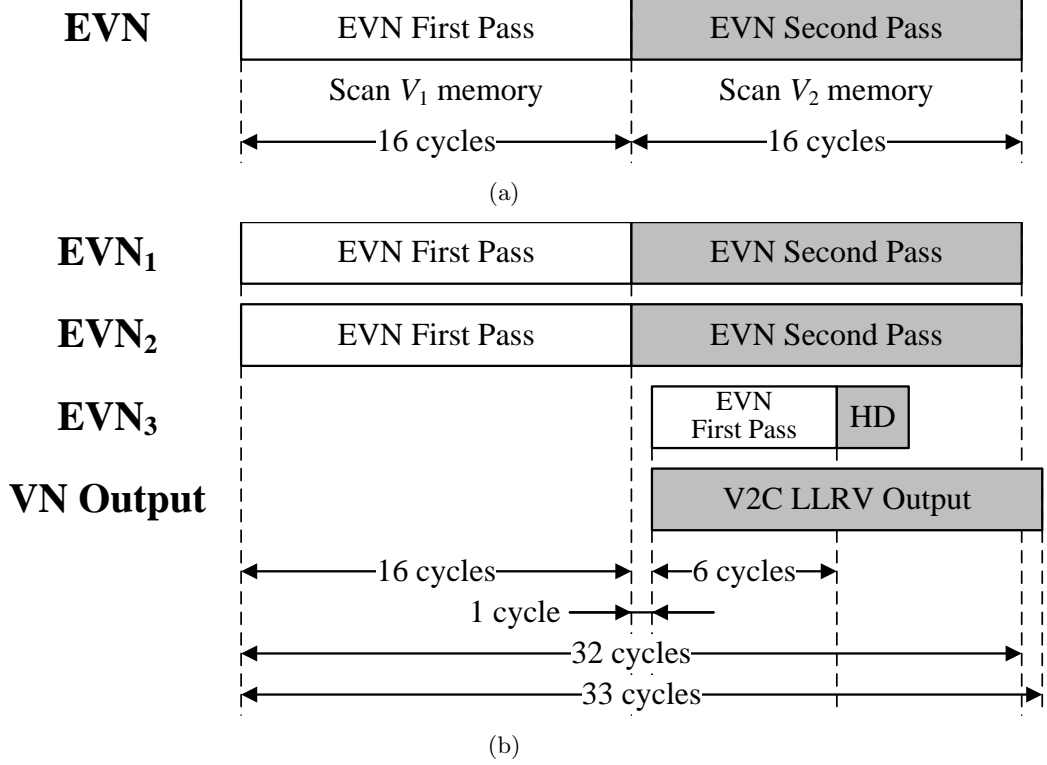 EVN EVN First Pass EVN Second Pass
Scan V₁ memory Scan V₂ memory
16 cycles 16 cycles
(a)
EVN₁ EVN First Pass EVN Second Pass
EVN₂ EVN First Pass EVN Second Pass
EVN₃ EVN First Pass HD
VN Output V2C LLRV Output
16 cycles 6 cycles
1 cycle
32 cycles
33 cycles
(b)